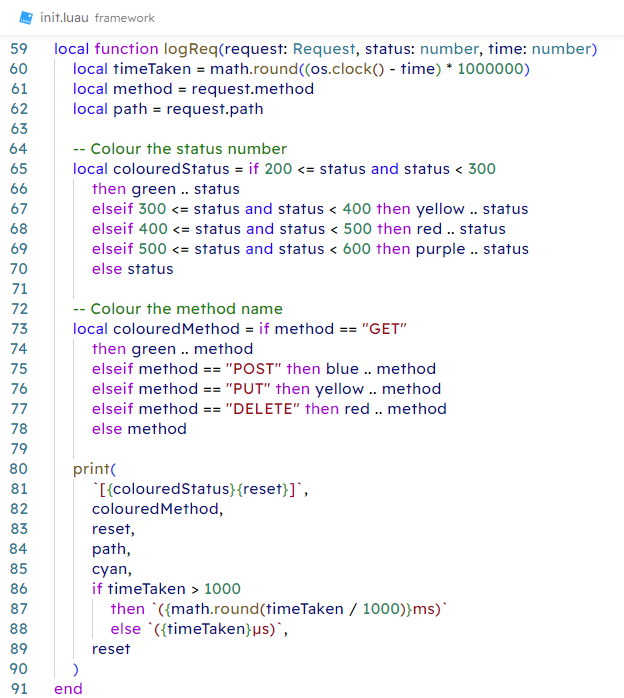 init.luau framework
59 local function logReq(request: Request, status: number, time: number)
60 local timeTaken = math.round((os.clock() - time) * 1000000)
61 local method = request.method
62 local path = request.path
63
64 -- Colour the status number
65 local colouredStatus = if 200 <= status and status < 300
66 then green .. status
67 elseif 300 <= status and status < 400 then yellow .. status
68 elseif 400 <= status and status < 500 then red .. status
69 elseif 500 <= status and status < 600 then purple .. status
70 else status
71
72 -- Colour the method name
73 local colouredMethod = if method == "GET"
74 then green .. method
75 elseif method == "POST" then blue .. method
76 elseif method == "PUT" then yellow .. method
77 elseif method == "DELETE" then red .. method
78 else method
79
80 print(
81 `[{colouredStatus}{reset}]`,
82 colouredMethod,
83 reset,
84 path,
85 cyan,
86 if timeTaken > 1000
87 then `({math.round(timeTaken / 1000)}ms)`
88 else `({timeTaken}µs)`,
89 reset
90 )
91 end